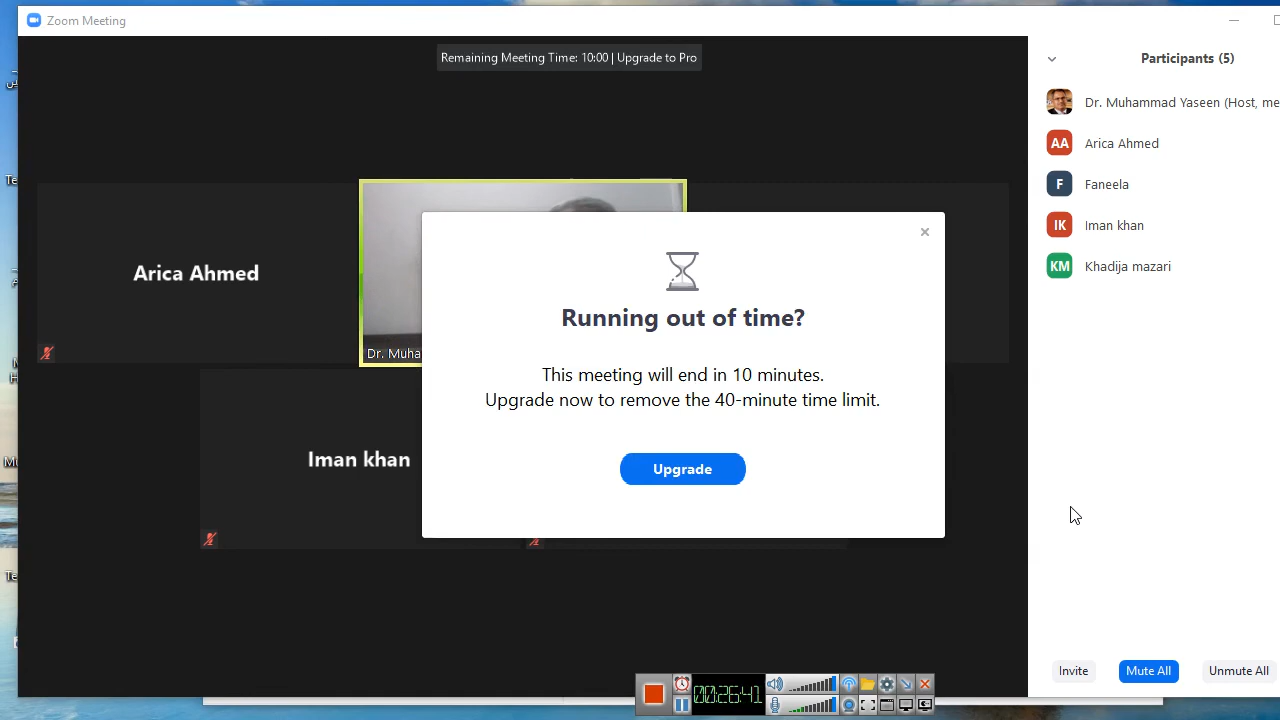 Zoom Meeting
Remaining Meeting Time: 10:00 | Upgrade to Pro
Participants (5)
Dr. Muhammad Yaseen (Host, me
AA Arica Ahmed
F Faneela
IK Iman khan
KM Khadija mazari
Arica Ahmed
Dr. Muha
Iman khan
Running out of time?
This meeting will end in 10 minutes.
Upgrade now to remove the 40-minute time limit.
Upgrade
Invite
Mute All
Unmute All
00:26:41